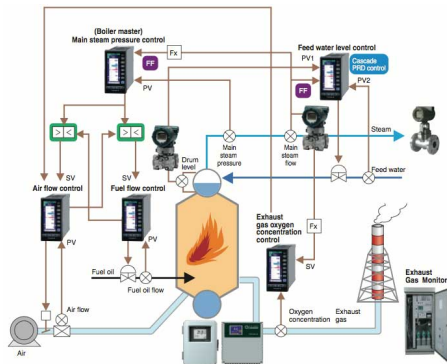 (Boiler master)
Main steam pressure control
Fx
Feed water level control
FF
PV1
Cascade
PRD control
PV
PV2
FF
> <
> <
Drum
level
Main
steam
pressure
Main
steam
flow
Steam
SV
SV
Feed water
Air flow control
Fuel flow control
PV
PV
Exhaust
gas oxygen
concentration
control
Fx
Fuel oil
SV
Air flow
Fuel oil flow
Exhaust
Gas Monitor
Air
Oxygen
concentration
Exhaust
gas